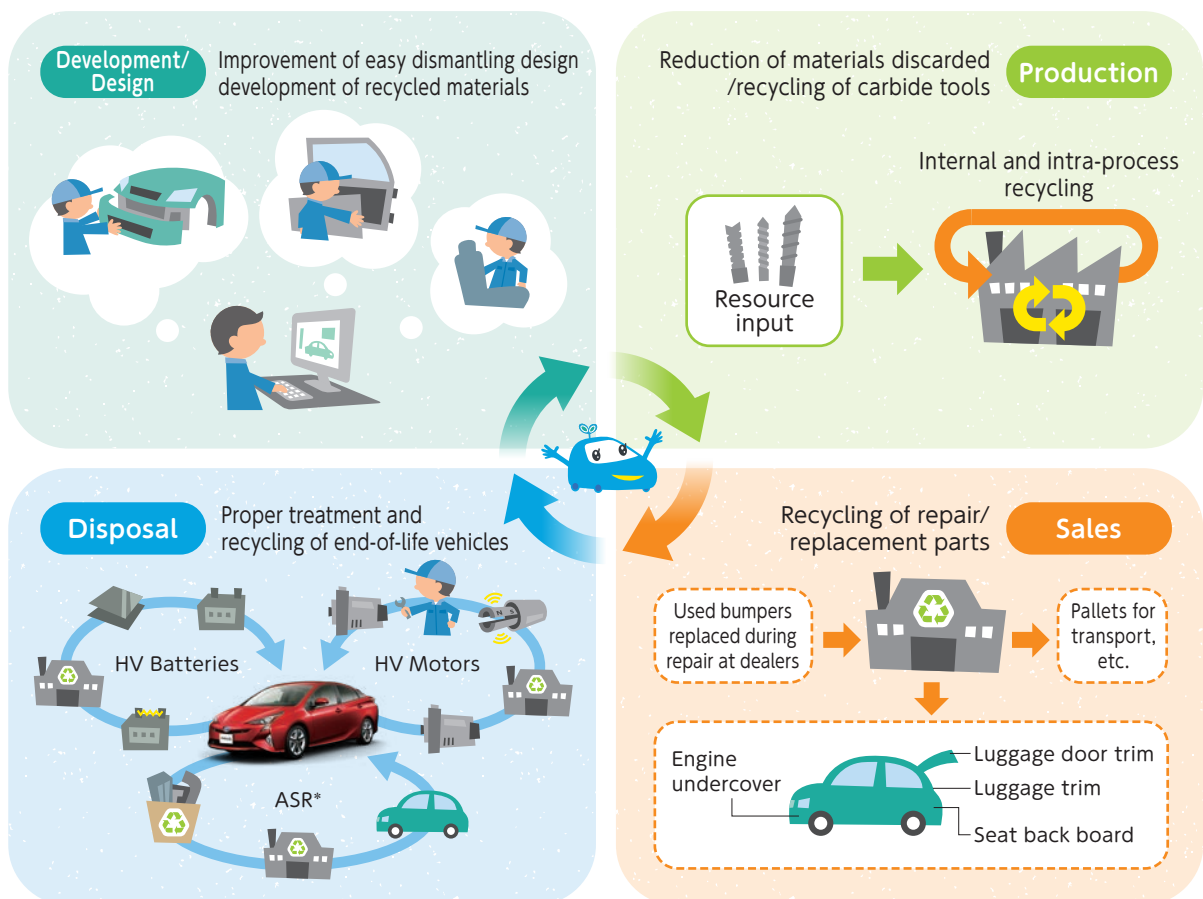 Development/
Design
Improvement of easy dismantling design
development of recycled materials
Reduction of materials discarded
/recycling of carbide tools
Production
Internal and intra-process
recycling
Resource
input
Disposal
Proper treatment and
recycling of end-of-life vehicles
HV Batteries
HV Motors
N S
ASR*
Recycling of repair/
replacement parts
Sales
Used bumpers
replaced during
repair at dealers
Pallets for
transport,
etc.
Engine
undercover
Luggage door trim
Luggage trim
Seat back board